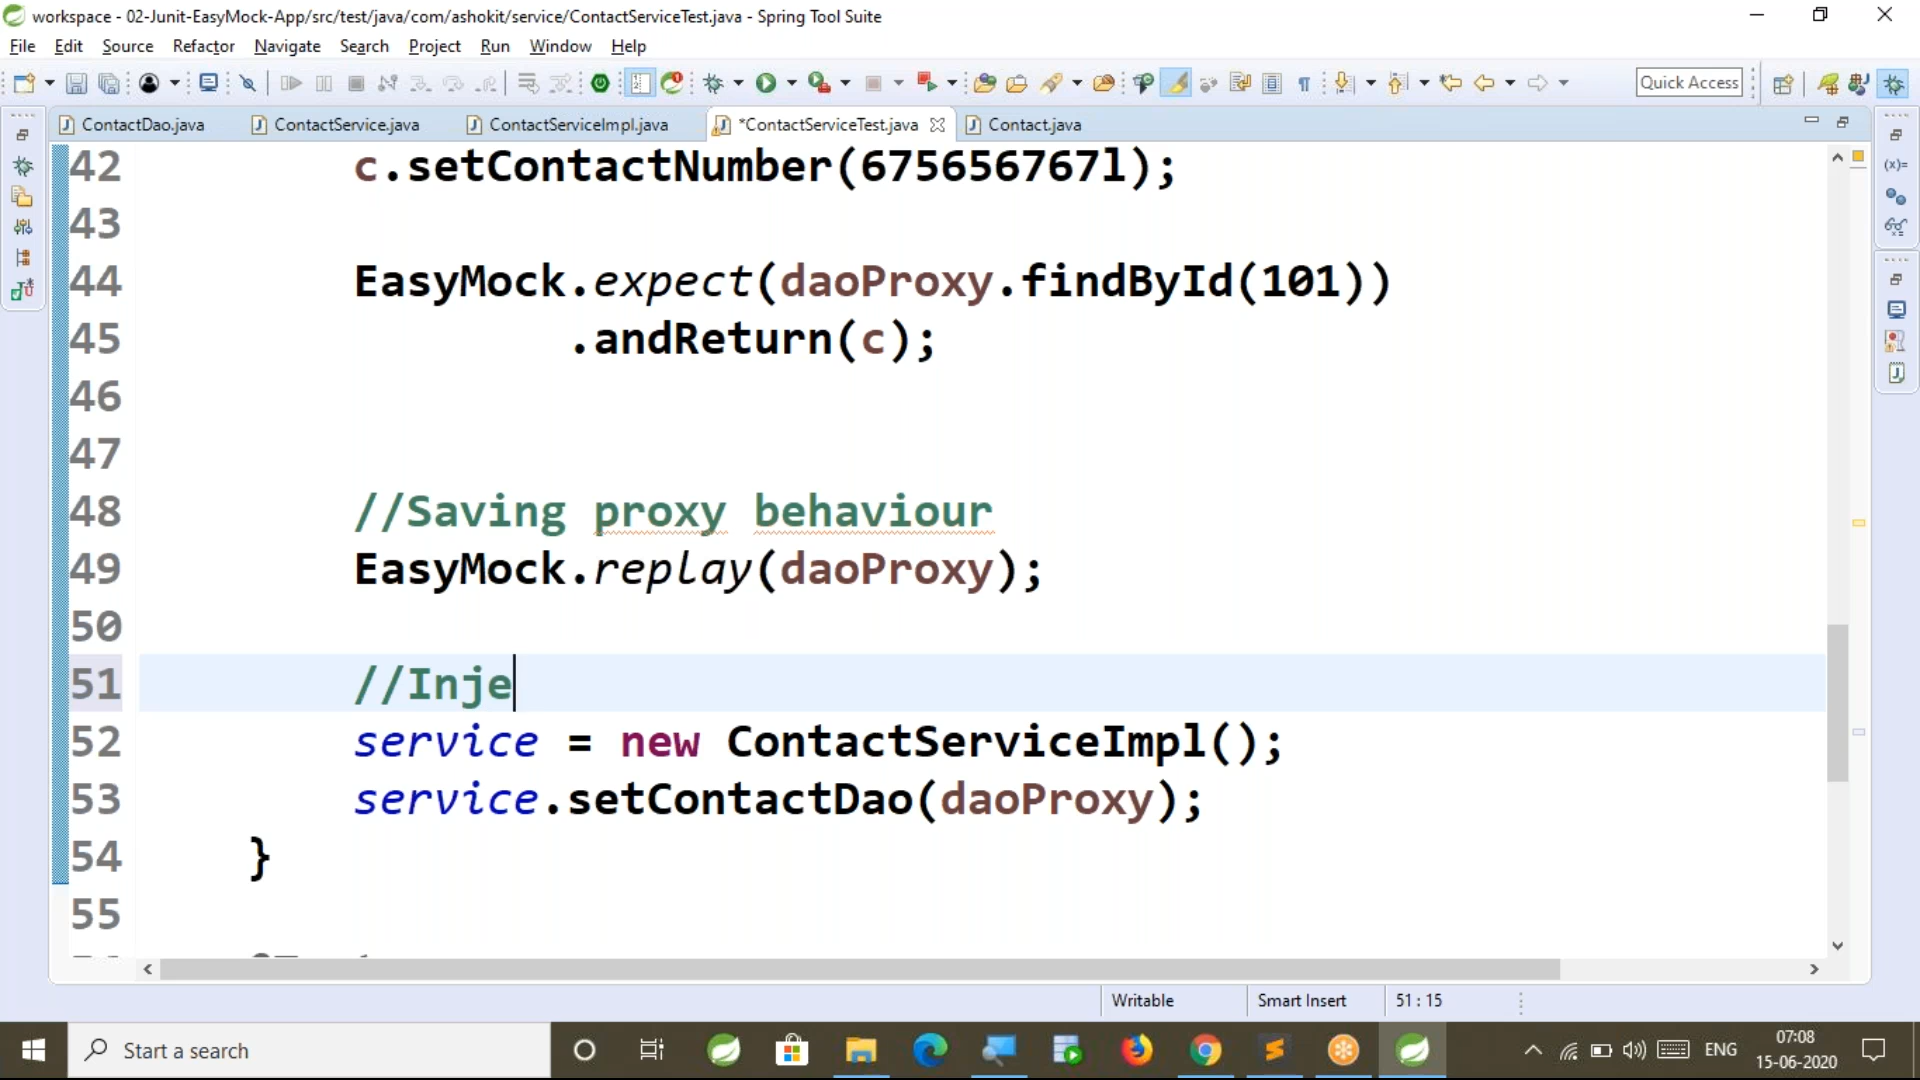 workspace - 02-Junit-EasyMock-App/src/test/java/com/ashokit/service/ContactServiceTest.java - Spring Tool Suite
File Edit Source Refactor Navigate Search Project Run Window Help
Quick Access
ContactDao.java ContactService.java ContactServiceImpl.java *ContactServiceTest.java Contact.java
42 c.setContactNumber(675656767l);
43
44 EasyMock.expect(daoProxy.findById(101))
45 .andReturn(c);
46
47
48 //Saving proxy behaviour
49 EasyMock.replay(daoProxy);
50
51 //Inje
52 service = new ContactServiceImpl();
53 service.setContactDao(daoProxy);
54 }
55
Writable Smart Insert 51 : 15
Start a search
ENG
07:08
15-06-2020